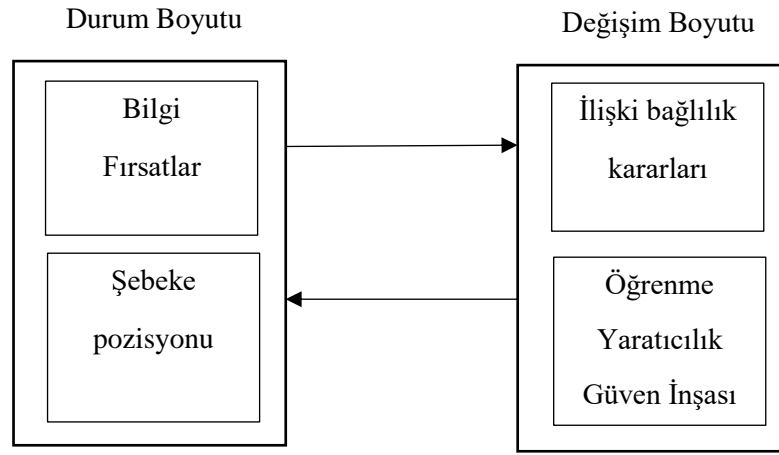 Durum Boyutu
Değişim Boyutu
Bilgi
Fırsatlar
Şebeke
pozisyonu
İlişki bağlılık
kararları
Öğrenme
Yaratıcılık
Güven İnşası